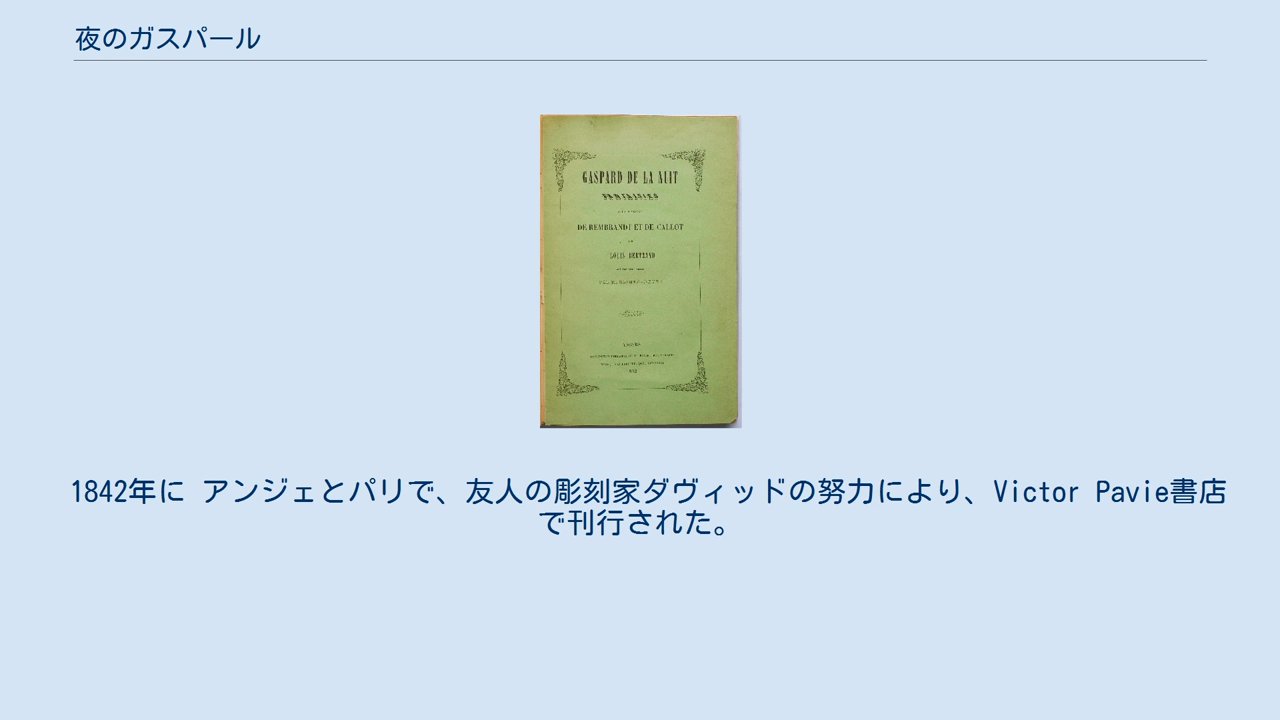 夜のガスパール
GASPARD DE LA NUIT
FANTAISIES
DE REMBRANDT ET DE CALLOT
LOUIS BERTRAND
1842年に アンジェとパリで、友人の彫刻家ダヴィッドの努力により、Victor Pavie書店
で刊行された。